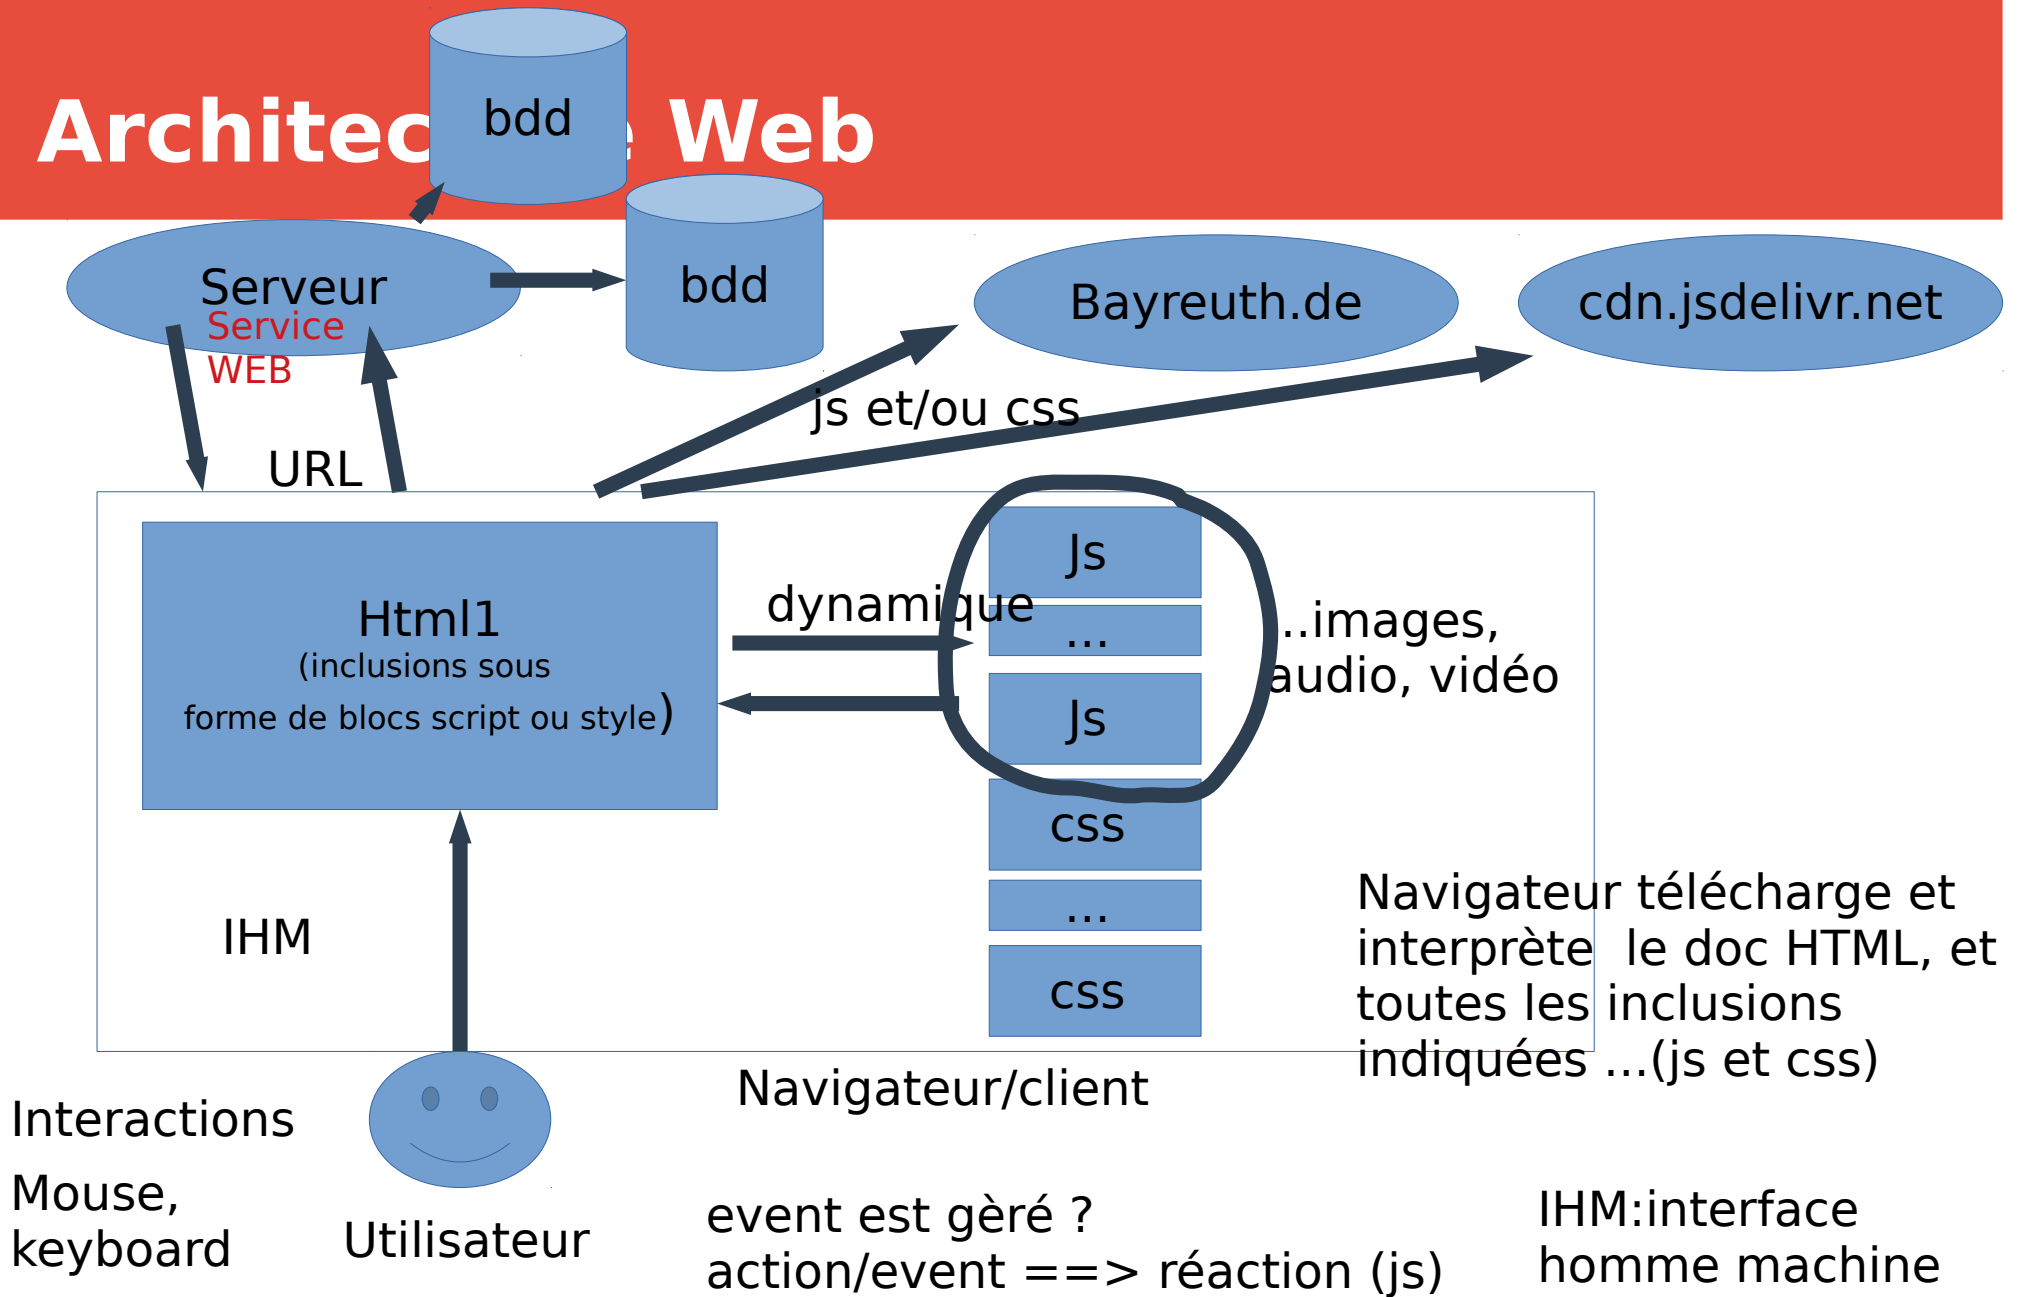 Architec e Web
bdd
bdd
Serveur
Service
WEB
Bayreuth.de
cdn.jsdelivr.net
js et/ou css
URL
Html1
(inclusions sous
forme de blocs script ou style)
dynamique
Js
...
Js
css
...
css
..images,
audio, vidéo
IHM
Navigateur télécharge et
interprète  le doc HTML, et
toutes les inclusions
indiquées ...(js et css)
Navigateur/client
Interactions
Mouse,
keyboard
Utilisateur
event est gèré ?
action/event ==> réaction (js)
IHM:interface
homme machine